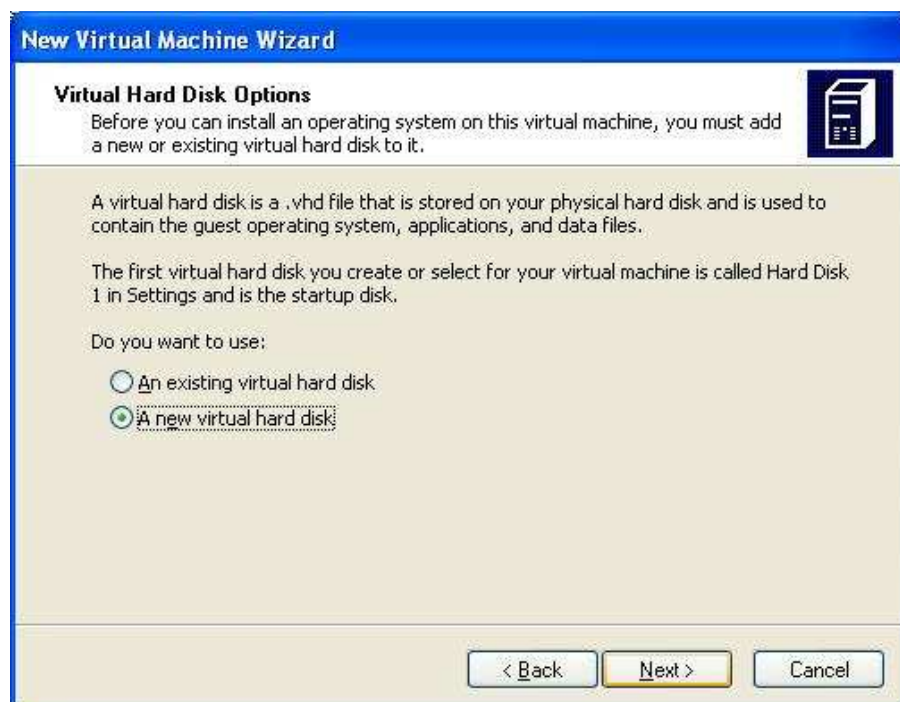 New Virtual Machine Wizard
Virtual Hard Disk Options
Before you can install an operating system on this virtual machine, you must add
a new or existing virtual hard disk to it.
A virtual hard disk is a .vhd file that is stored on your physical hard disk and is used to
contain the guest operating system, applications, and data files.
The first virtual hard disk you create or select for your virtual machine is called Hard Disk
1 in Settings and is the startup disk.
Do you want to use:
An existing virtual hard disk
A new virtual hard disk
< Back Next > Cancel